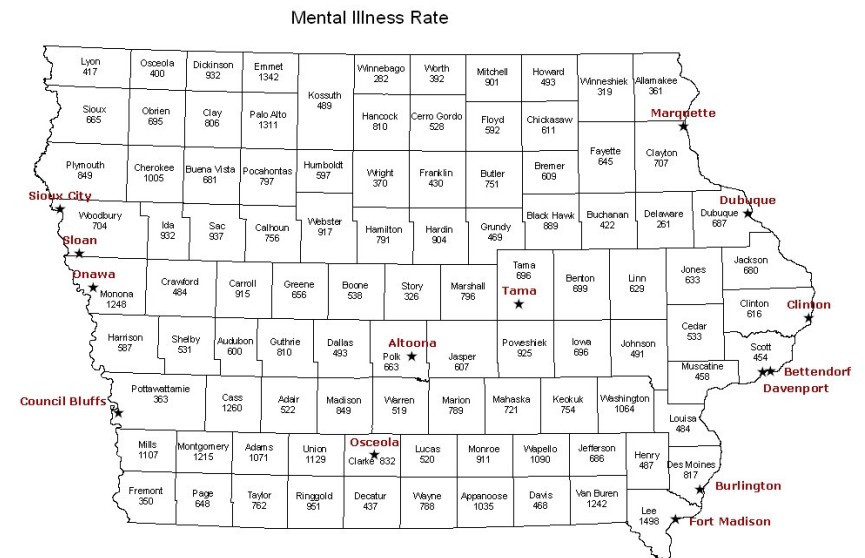 Mental Illness Rate
Lyon
417
Osceola
400
Dickinson
932
Emmet
1342
Kossuth
489
Winnebago
282
Worth
392
Mitchell
901
Howard
493
Winneshiek
319
Allamakee
361
Sioux
665
Obrien
695
Clay
806
Palo Alto
1311
Hancock
810
Cerro Gordo
528
Floyd
592
Chickasaw
611
Marquette
Fayette
645
Clayton
707
Plymouth
849
Cherokee
1005
Buena Vista
681
Pocahontas
797
Humboldt
597
Wright
370
Franklin
430
Butler
751
Bremer
609
Sioux City
Woodbury
704
Ida
932
Sac
937
Calhoun
756
Webster
917
Hamilton
791
Hardin
904
Grundy
469
Black Hawk
889
Buchanan
422
Delaware
261
Dubuque
687
Dubuque
Sloan
Onawa
Monona
1248
Crawford
484
Carroll
915
Greene
656
Boone
538
Story
326
Marshall
796
Tama
696
Tama
Benton
699
Linn
629
Jones
633
Jackson
680
Clinton
616
Clinton
Harrison
587
Shelby
531
Audubon
600
Guthrie
810
Dallas
493
Altoona
Polk
663
Jasper
607
Poweshiek
925
Iowa
696
Johnson
491
Cedar
533
Scott
454
Muscatine
458
Bettendorf
Davenport
Pottawattamie
363
Council Bluffs
Cass
1260
Adair
522
Madison
849
Warren
519
Marion
789
Mahaska
721
Keokuk
754
Washington
1064
Louisa
484
Mills
1107
Montgomery
1215
Adams
1071
Union
1129
Osceola
Clarke 832
Lucas
520
Monroe
911
Wapello
1090
Jefferson
686
Henry
487
Des Moines
817
Burlington
Fremont
350
Page
648
Taylor
762
Ringgold
951
Decatur
437
Wayne
788
Appanoose
1035
Davis
468
Van Buren
1242
Lee
1498
Fort Madison